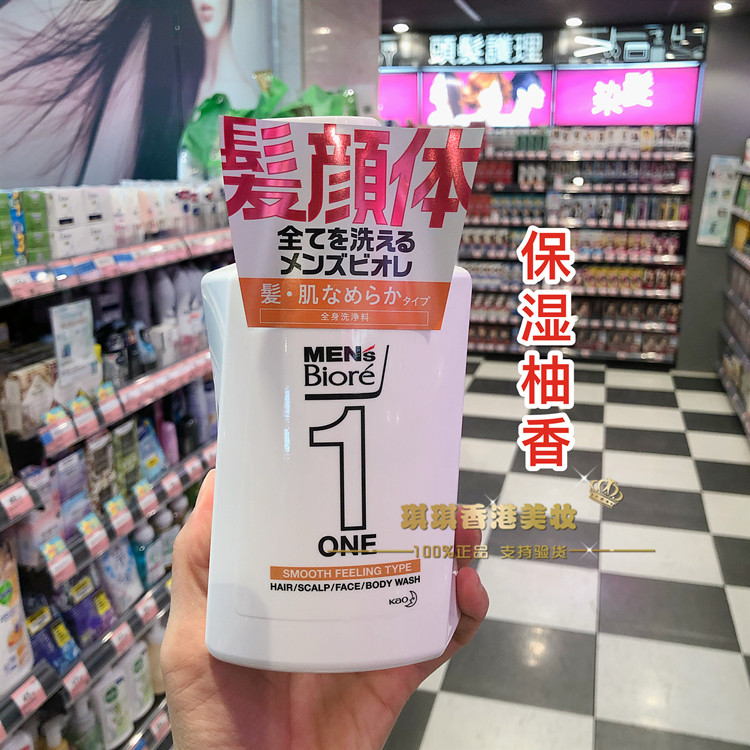 頭髮護理
染髮
髪顔体
全てを洗える
メンズビオレ
髪・肌なめらかタイプ
全身洗浄料
MEN's
Bioré
1
ONE
SMOOTH FEELING TYPE
HAIR/SCALP/FACE/BODY WASH
Kao
保湿柚香
琪琪香港美妆
100%正品 支持验货